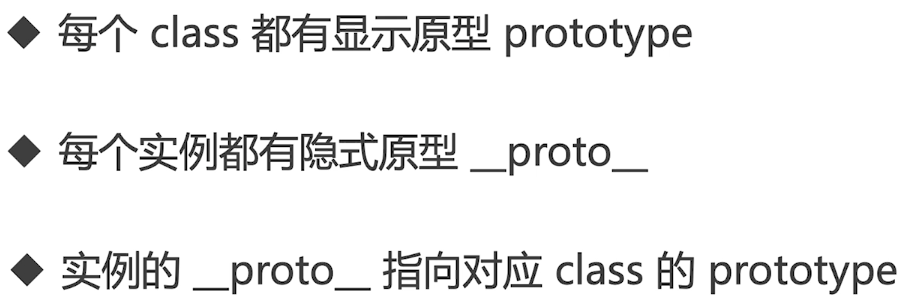 ◆ 每个 class 都有显示原型 prototype
◆ 每个实例都有隐式原型 __proto__
◆ 实例的 __proto__ 指向对应 class 的 prototype